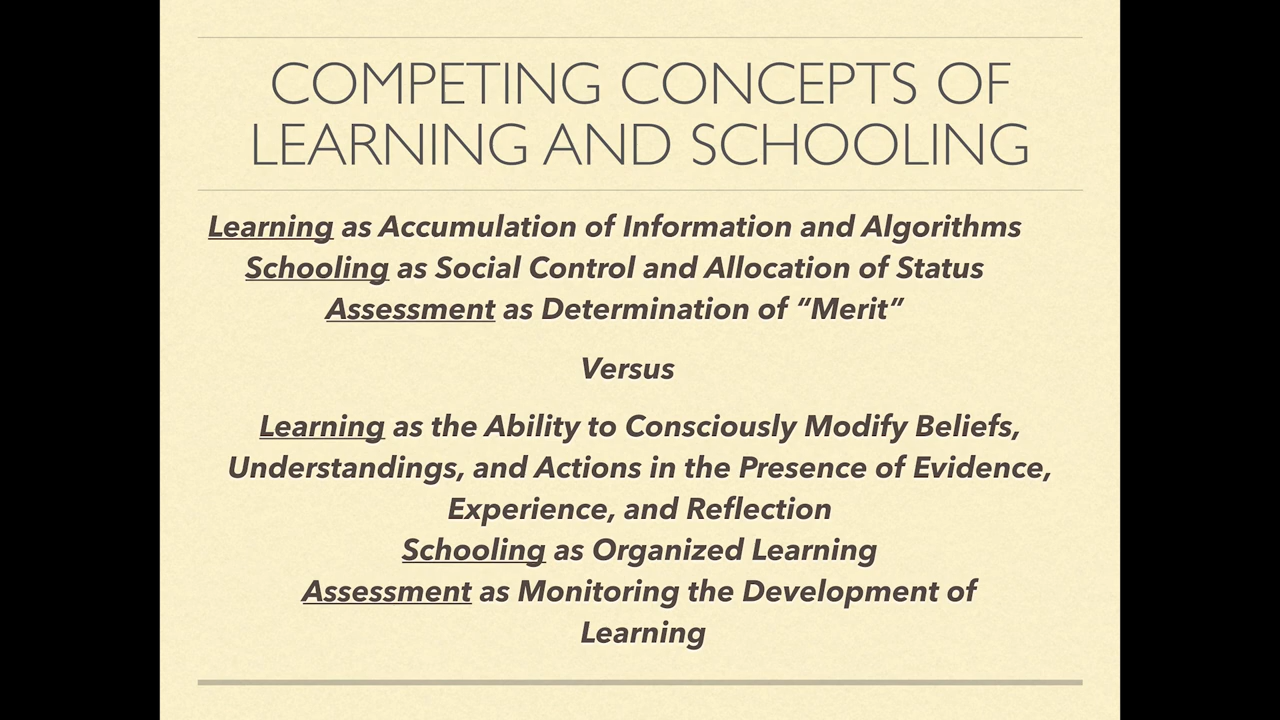 COMPETING CONCEPTS OF
LEARNING AND SCHOOLING
Learning as Accumulation of Information and Algorithms
Schooling as Social Control and Allocation of Status
Assessment as Determination of “Merit”
Versus
Learning as the Ability to Consciously Modify Beliefs,
Understandings, and Actions in the Presence of Evidence,
Experience, and Reflection
Schooling as Organized Learning
Assessment as Monitoring the Development of
Learning